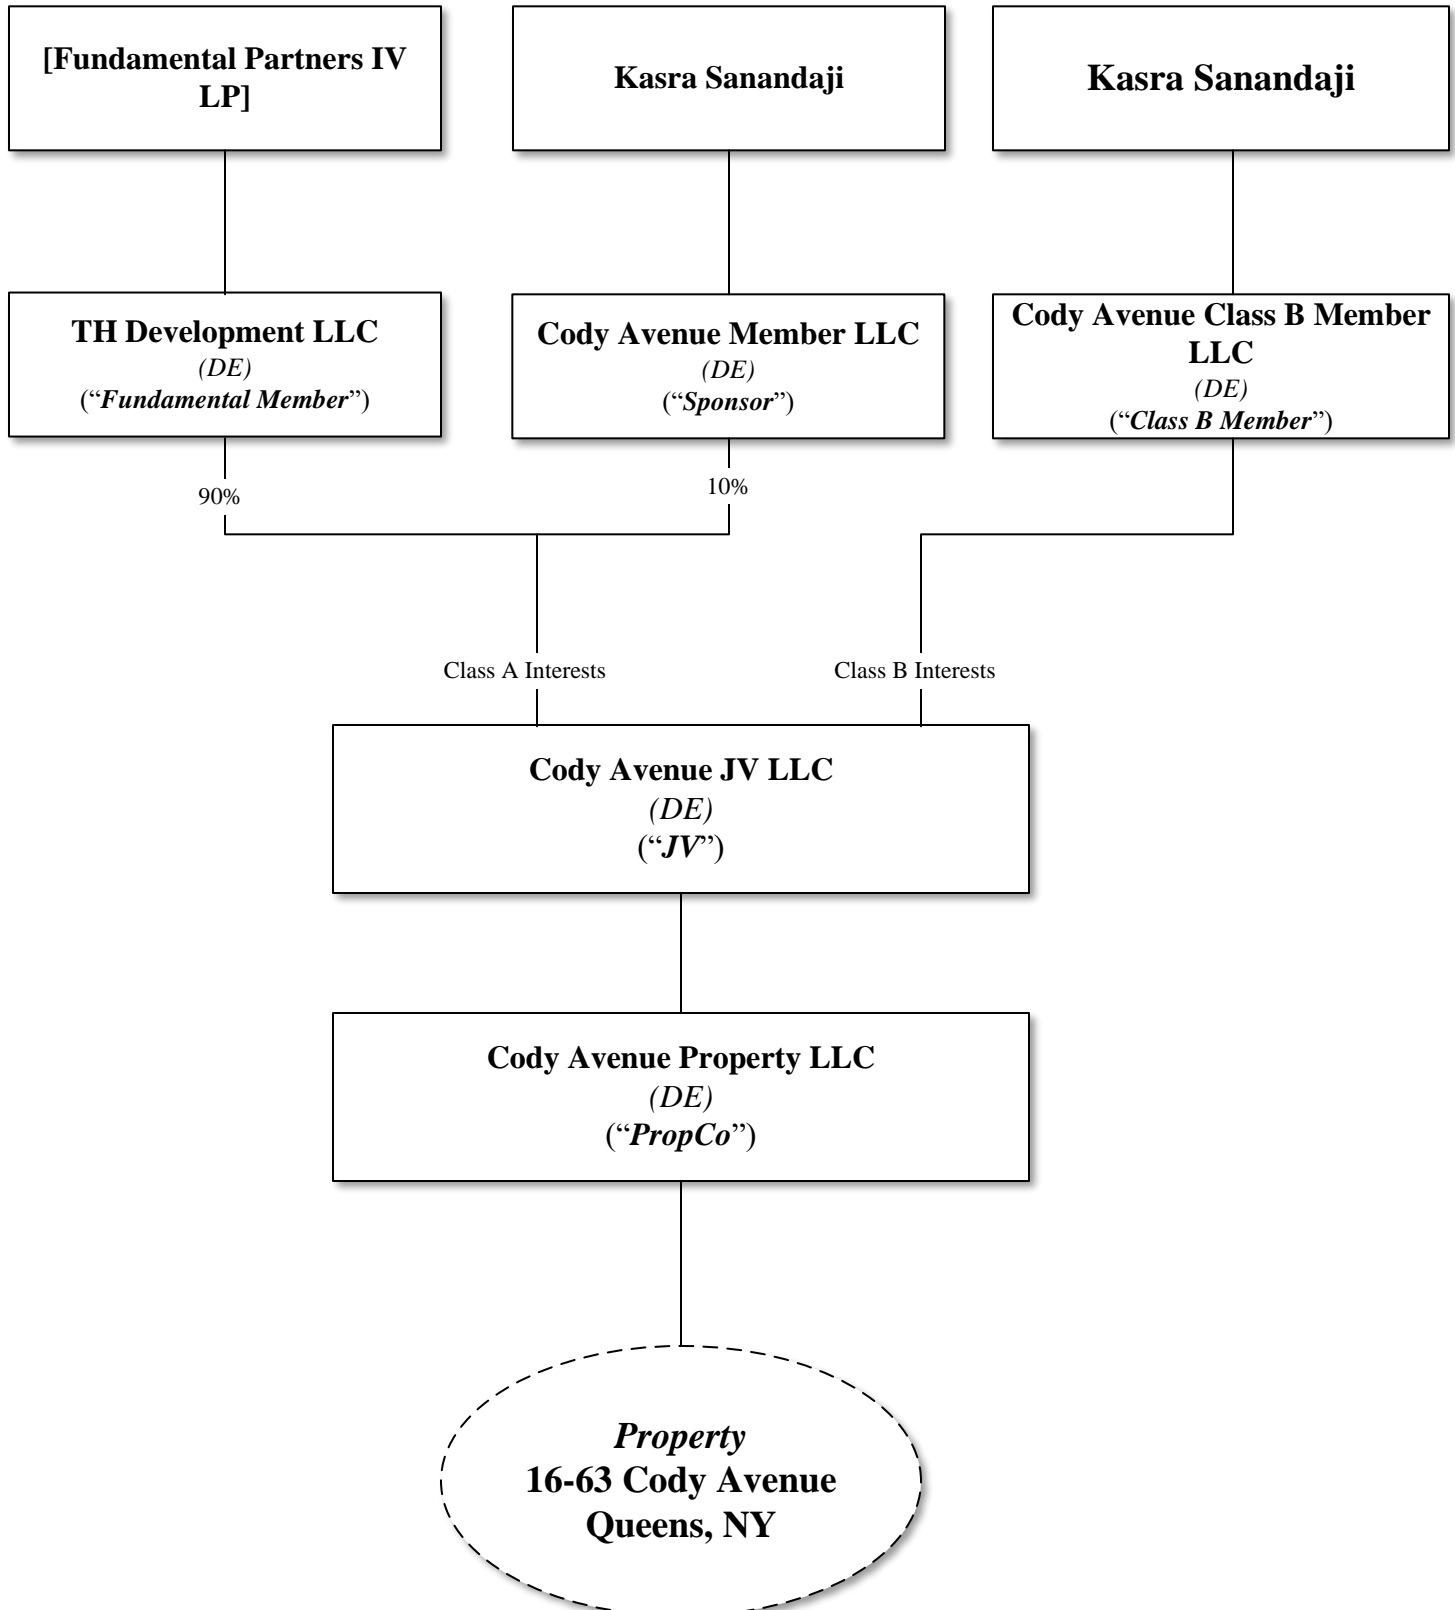 [Fundamental Partners IV
LP]
Kasra Sanandaji
Kasra Sanandaji
TH Development LLC
(DE)
(“Fundamental Member”)
Cody Avenue Member LLC
(DE)
(“Sponsor”)
Cody Avenue Class B Member
LLC
(DE)
(“Class B Member”)
90%
10%
Class A Interests
Class B Interests
Cody Avenue JV LLC
(DE)
(“JV”)
Cody Avenue Property LLC
(DE)
(“PropCo”)
Property
16-63 Cody Avenue
Queens, NY